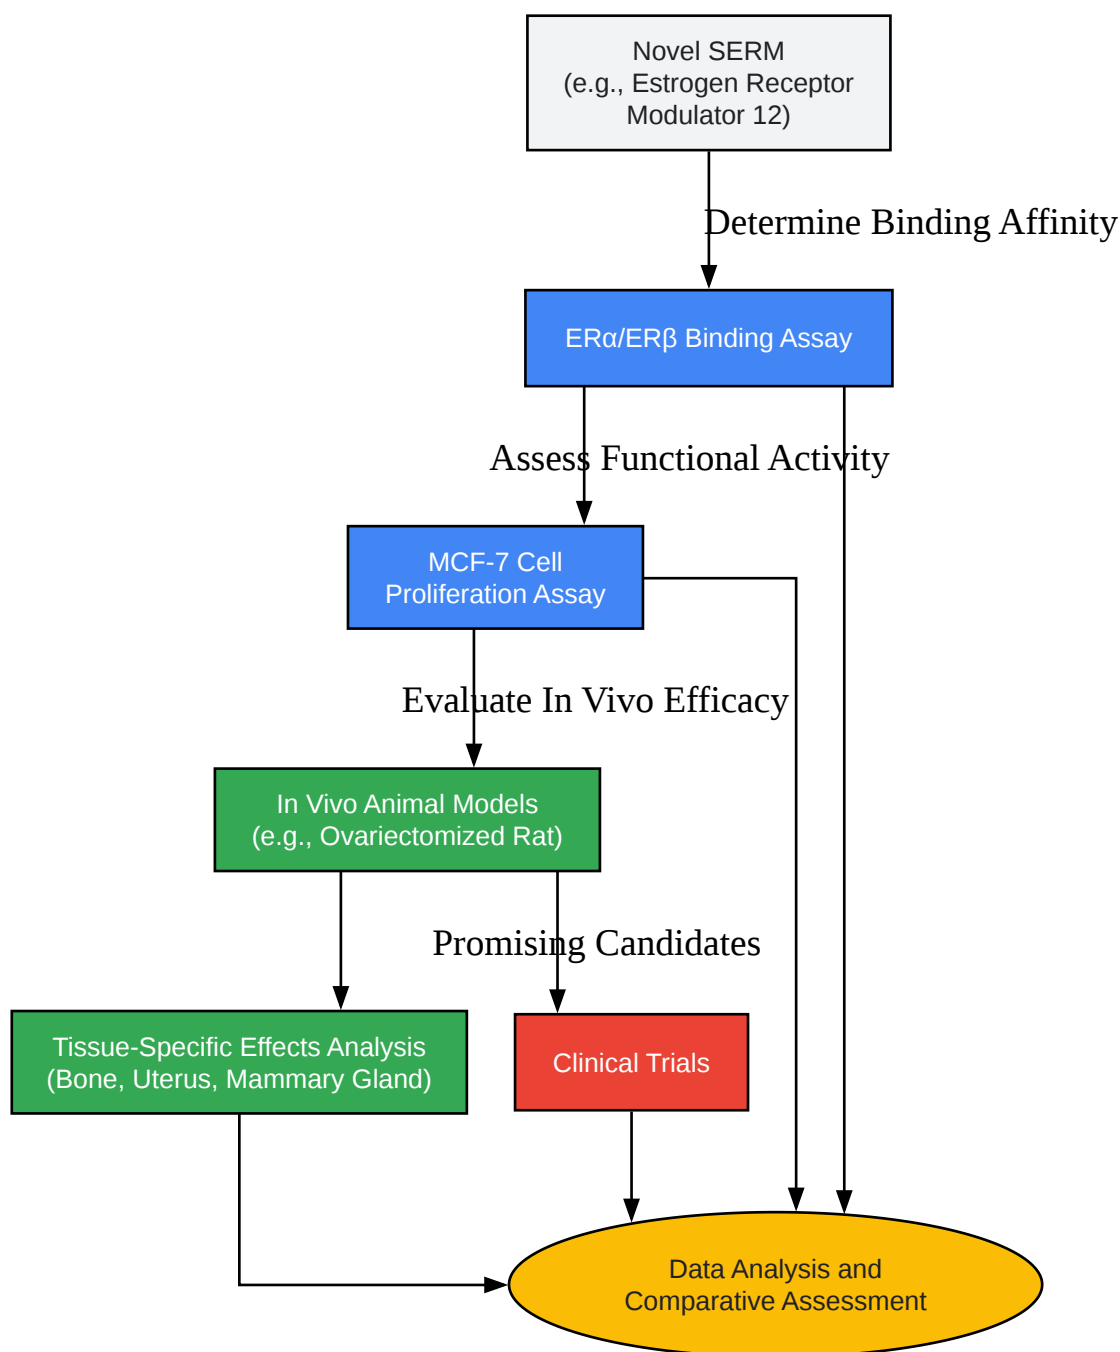 Novel SERM
(e.g., Estrogen Receptor
Modulator 12)
Determine Binding Affinity
ERα/ERβ Binding Assay
Assess Functional Activity
MCF-7 Cell
Proliferation Assay
Evaluate In Vivo Efficacy
In Vivo Animal Models
(e.g., Ovariectomized Rat)
Promising Candidates
Tissue-Specific Effects Analysis
(Bone, Uterus, Mammary Gland)
Clinical Trials
Data Analysis and
Comparative Assessment